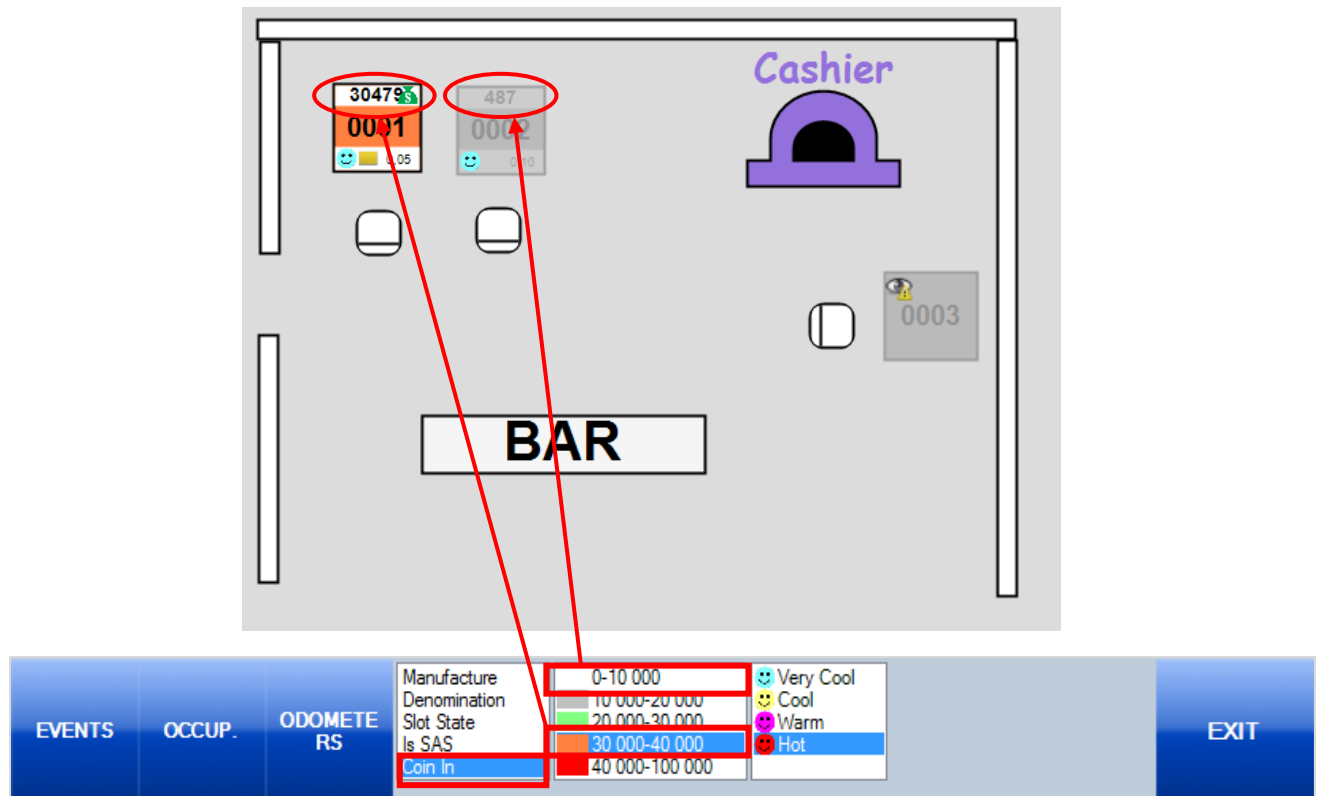 Cashier
30479
0001
0.05
487
0002
0.10
0003
BAR
EVENTS
OCCUP.
ODOMETE
RS
Manufacture
Denomination
Slot State
Is SAS
Coin In
0-10 000
10 000-20 000
20 000-30 000
30 000-40 000
40 000-100 000
Very Cool
Cool
Warm
Hot
EXIT